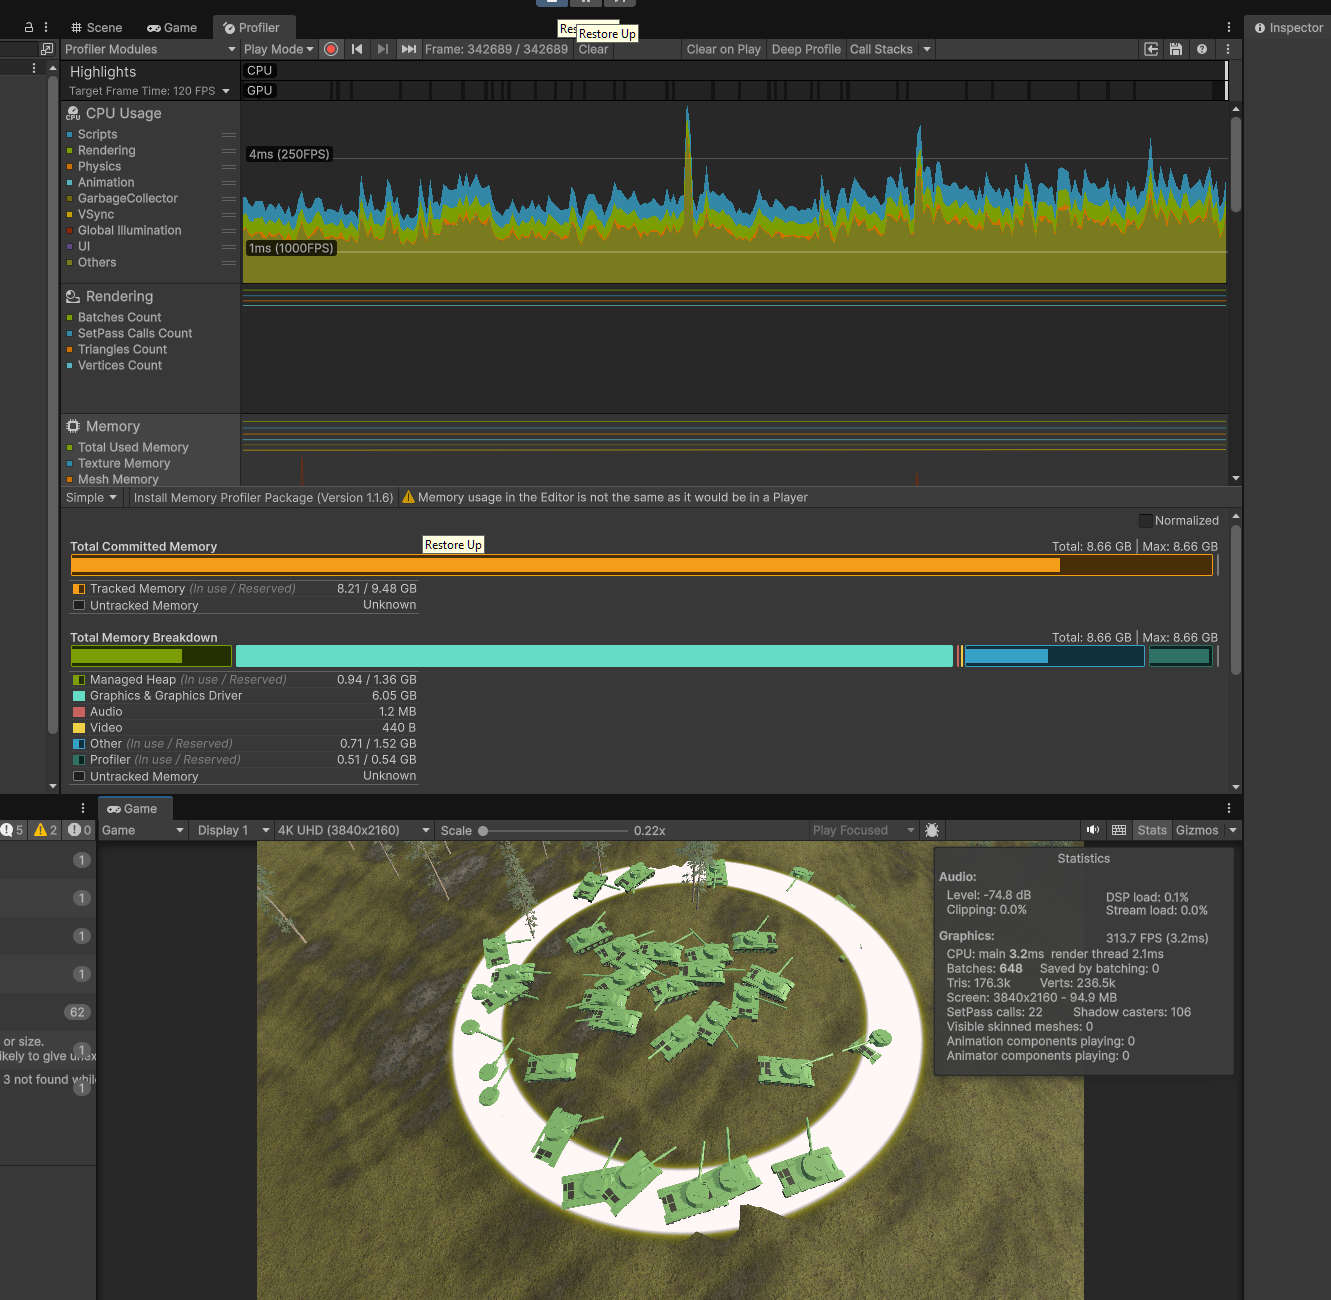 Scene
Game
Profiler
Inspector
Restore Up
Profiler Modules
Play Mode
Frame: 342689 / 342689
Clear
Clear on Play
Deep Profile
Call Stacks
Highlights
Target Frame Time: 120 FPS
CPU
GPU
CPU Usage
Scripts
Rendering
Physics
Animation
GarbageCollector
VSync
Global Illumination
UI
Others
4ms (250FPS)
1ms (1000FPS)
Rendering
Batches Count
SetPass Calls Count
Triangles Count
Vertices Count
Memory
Total Used Memory
Texture Memory
Mesh Memory
Simple
Install Memory Profiler Package (Version 1.1.6)
Memory usage in the Editor is not the same as it would be in a Player
Normalized
Total Committed Memory
Restore Up
Total: 8.66 GB | Max: 8.66 GB
Tracked Memory (In use / Reserved) 8.21 / 9.48 GB
Untracked Memory Unknown
Total Memory Breakdown
Total: 8.66 GB | Max: 8.66 GB
Managed Heap (In use / Reserved) 0.94 / 1.36 GB
Graphics & Graphics Driver 6.05 GB
Audio 1.2 MB
Video 440 B
Other (In use / Reserved) 0.71 / 1.52 GB
Profiler (In use / Reserved) 0.51 / 0.54 GB
Untracked Memory Unknown
Game
5 2 0
Game
Display 1
4K UHD (3840x2160)
Scale 0.22x
Play Focused
Stats
Gizmos
1
1
1
1
62
or size.
ikely to give unex
1
3 not found whil
1
Statistics
Audio:
Level: -74.8 dB DSP load: 0.1%
Clipping: 0.0% Stream load: 0.0%
Graphics: 313.7 FPS (3.2ms)
CPU: main 3.2ms render thread 2.1ms
Batches: 648 Saved by batching: 0
Tris: 176.3k Verts: 236.5k
Screen: 3840x2160 - 94.9 MB
SetPass calls: 22 Shadow casters: 106
Visible skinned meshes: 0
Animation components playing: 0
Animator components playing: 0